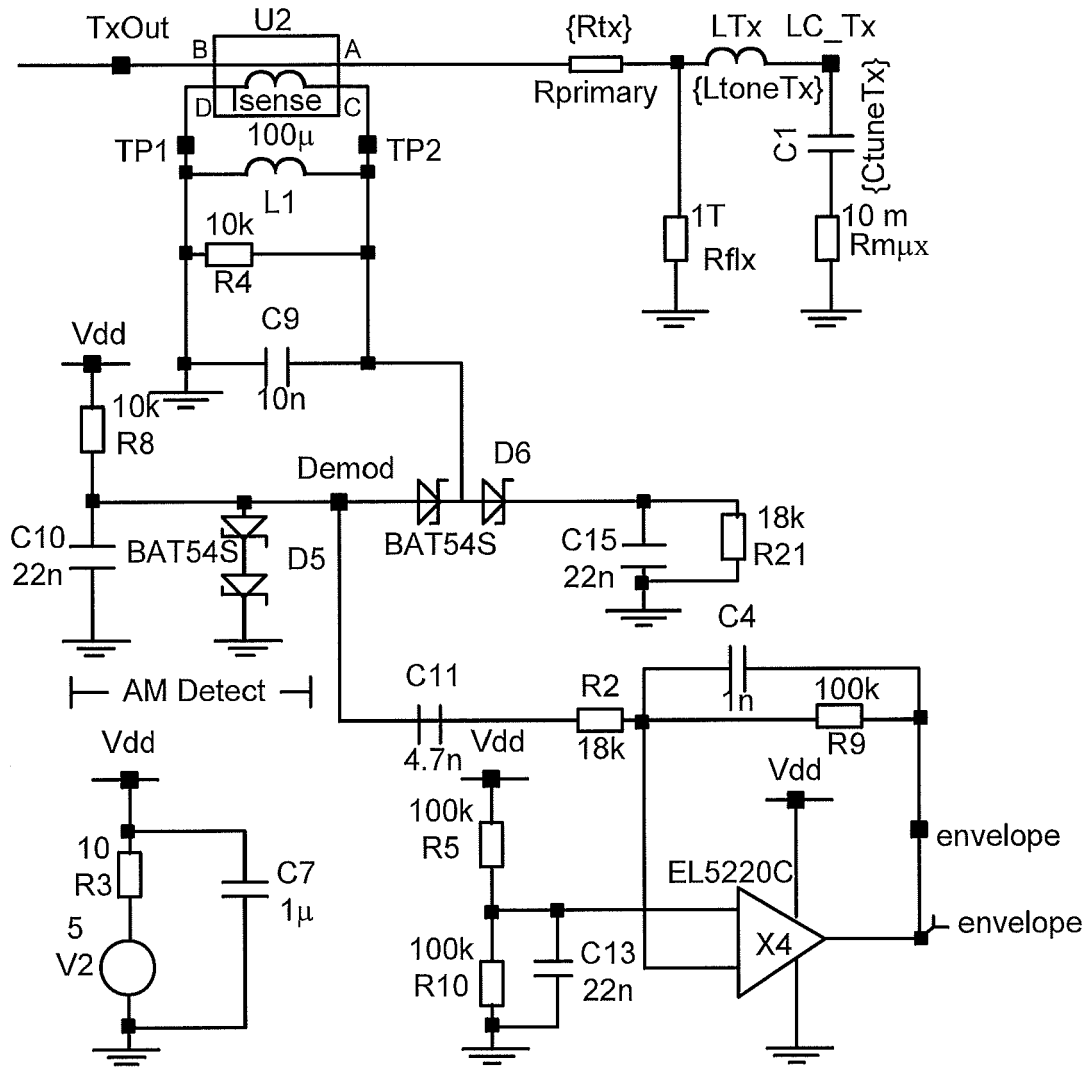 TxOut
U2
B
A
D
Isense
C
100µ
{Rtx}
Rprimary
LTx
{LtoneTx}
LC_Tx
C1
{CtuneTx}
TP1
TP2
L1
10k
R4
1T
Rflx
10 m
Rmµx
C9
10n
Vdd
10k
R8
Demod
D6
C10
22n
BAT54S
D5
BAT54S
C15
22n
18k
R21
AM Detect
C11
4.7n
R2
18k
C4
1n
100k
R9
Vdd
10
R3
5
V2
C7
1µ
Vdd
100k
R5
100k
R10
C13
22n
Vdd
EL5220C
X4
envelope
envelope